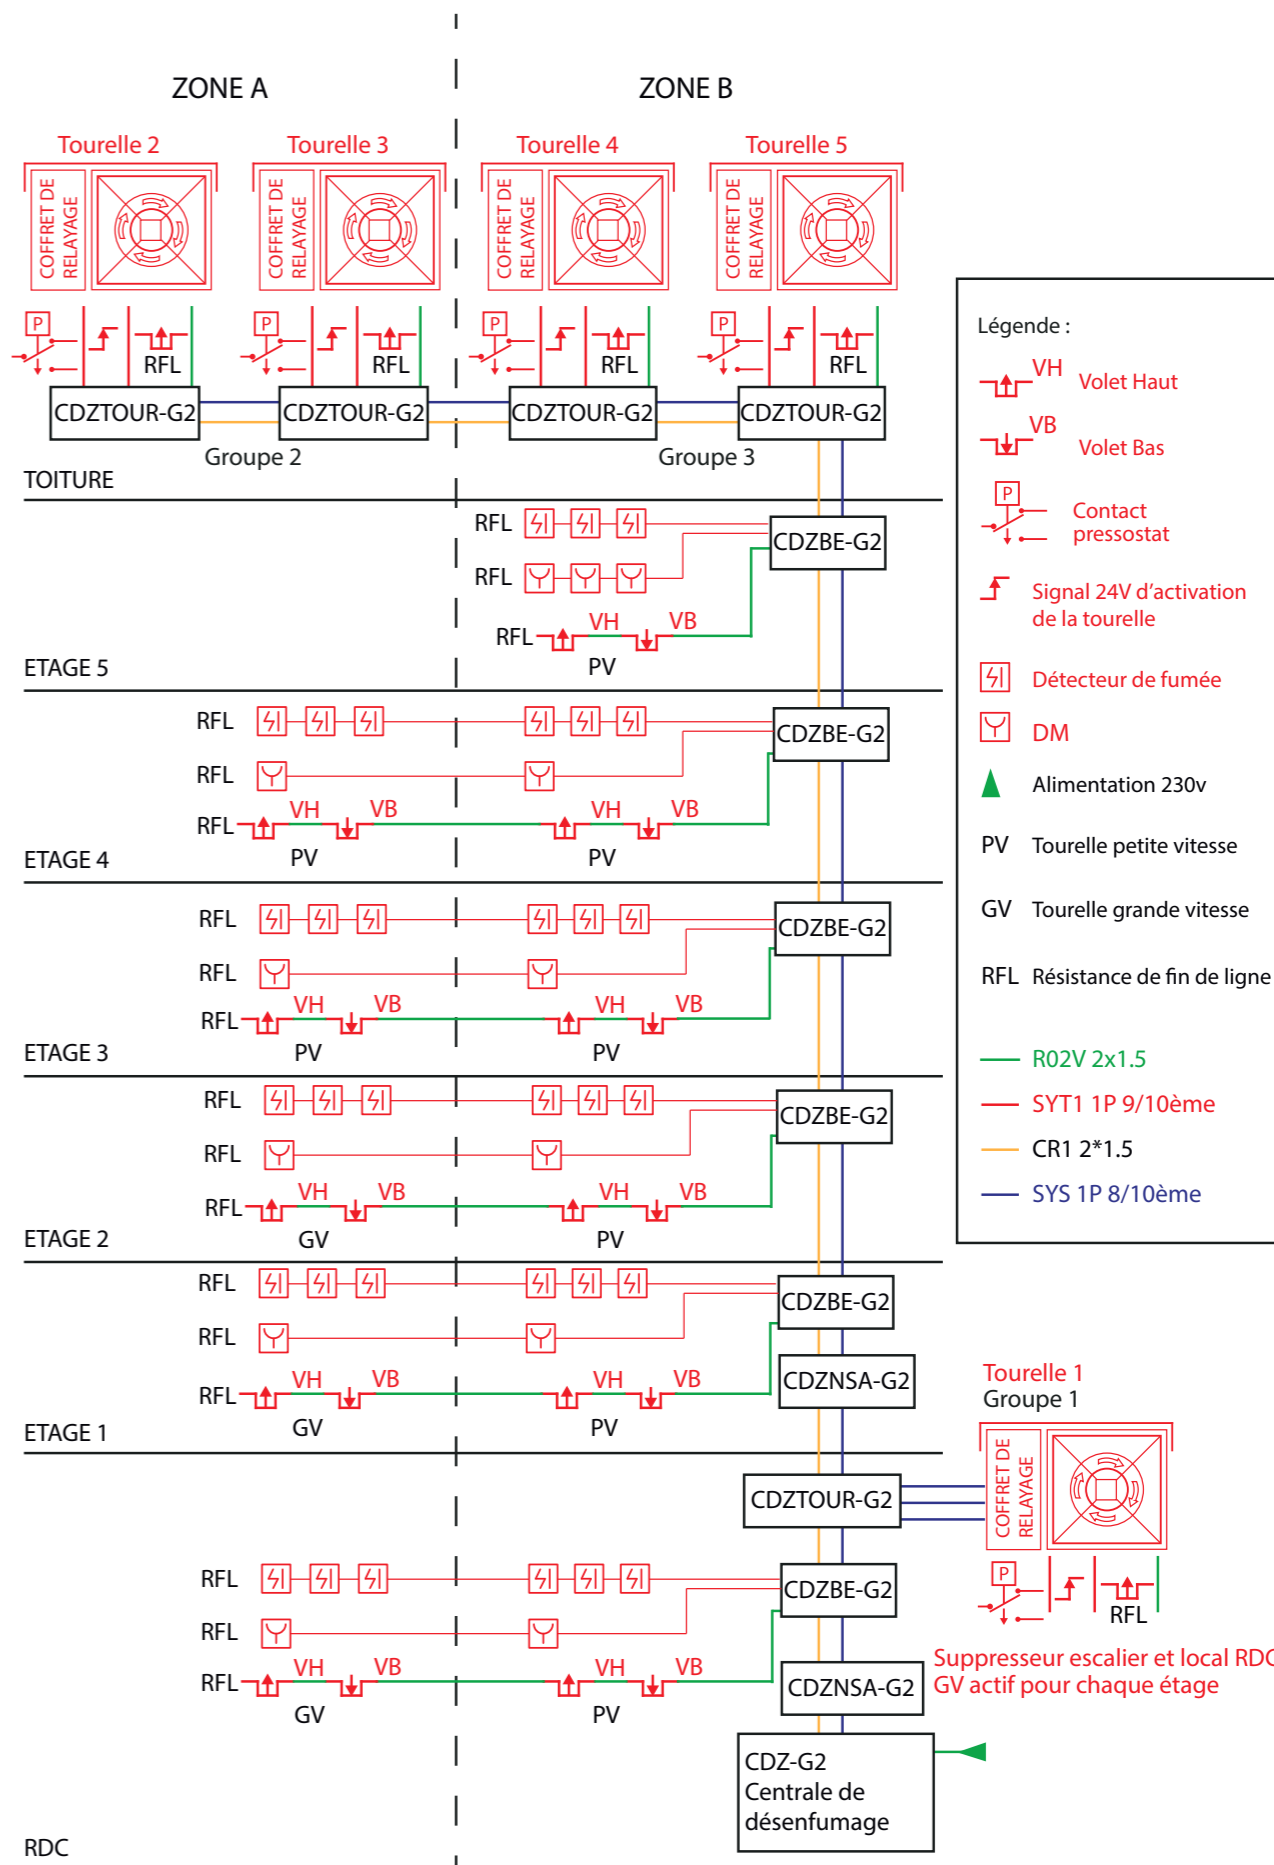 ZONE A
ZONE B
Tourelle 2
Tourelle 3
Tourelle 4
Tourelle 5
COFFRET DE
RELAYAGE
COFFRET DE
RELAYAGE
COFFRET DE
RELAYAGE
COFFRET DE
RELAYAGE
P
RFL
P
RFL
P
RFL
P
RFL
CDZTOUR-G2
CDZTOUR-G2
CDZTOUR-G2
CDZTOUR-G2
Groupe 2
Groupe 3
TOITURE
RFL
CDZBE-G2
RFL
RFL
VH
VB
PV
ETAGE 5
RFL
CDZBE-G2
RFL
RFL
VH
VB
VH
VB
PV
PV
ETAGE 4
RFL
CDZBE-G2
RFL
RFL
VH
VB
VH
VB
PV
PV
ETAGE 3
RFL
CDZBE-G2
RFL
RFL
VH
VB
VH
VB
GV
PV
ETAGE 2
RFL
CDZBE-G2
RFL
CDZNSA-G2
RFL
VH
VB
VH
VB
GV
PV
ETAGE 1
CDZTOUR-G2
Tourelle 1
Groupe 1
COFFRET DE
RELAYAGE
P
RFL
Suppresseur escalier et local RDC
GV actif pour chaque étage
RFL
CDZBE-G2
RFL
RFL
VH
VB
VH
VB
GV
PV
CDZNSA-G2
CDZ-G2
Centrale de
désenfumage
RDC
Légende :
VH
Volet Haut
VB
Volet Bas
P
Contact
pressostat
Signal 24V d'activation
de la tourelle
Détecteur de fumée
DM
Alimentation 230v
PV Tourelle petite vitesse
GV Tourelle grande vitesse
RFL Résistance de fin de ligne
R02V 2x1.5
SYT1 1P 9/10ème
CR1 2*1.5
SYS 1P 8/10ème